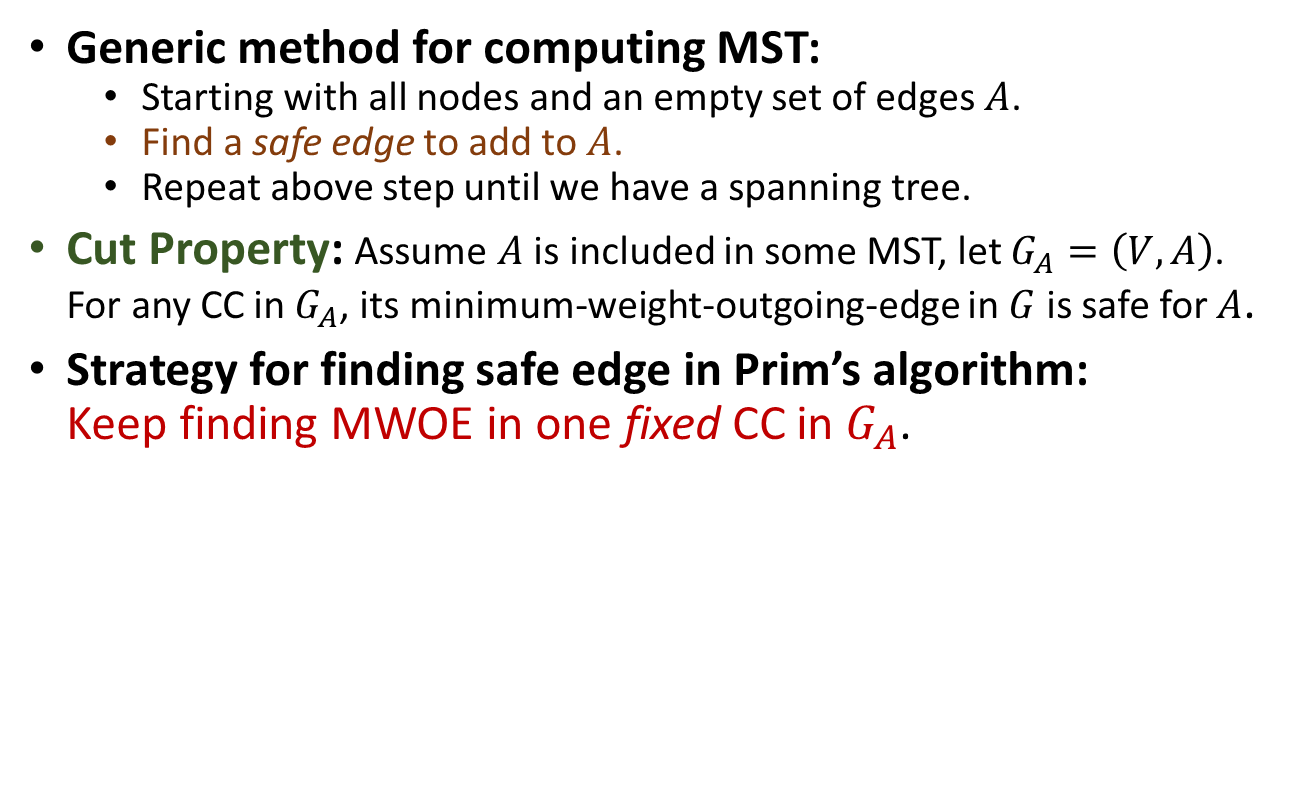 • Generic method for computing MST:
• Starting with all nodes and an empty set of edges 𝐴.
• Find a safe edge to add to 𝐴.
• Repeat above step until we have a spanning tree.
• Cut Property: Assume 𝐴 is included in some MST, let 𝐺𝐴 = (𝑉, 𝐴).
For any CC in 𝐺𝐴, its minimum-weight-outgoing-edge in 𝐺 is safe for 𝐴.
• Strategy for finding safe edge in Prim’s algorithm:
Keep finding MWOE in one fixed CC in 𝐺𝐴.